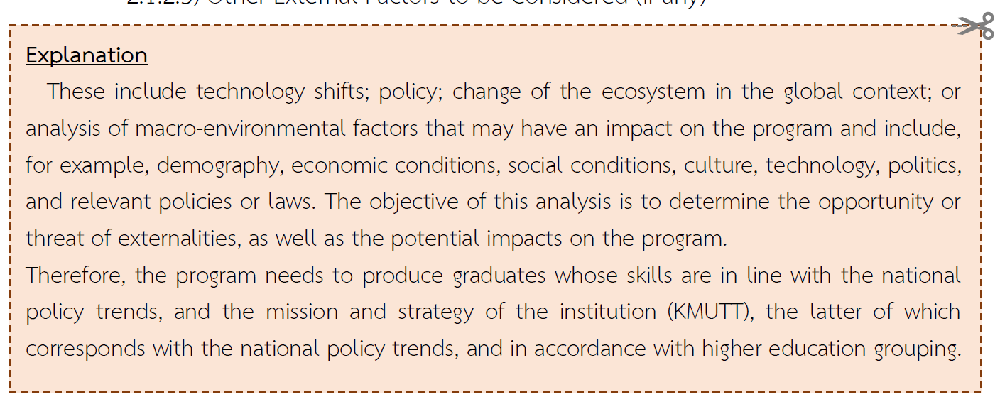 2.1.2.3) Other External Factors to be Considered (if any)
Explanation
These include technology shifts; policy; change of the ecosystem in the global context; or
analysis of macro-environmental factors that may have an impact on the program and include,
for example, demography, economic conditions, social conditions, culture, technology, politics,
and relevant policies or laws. The objective of this analysis is to determine the opportunity or
threat of externalities, as well as the potential impacts on the program.
Therefore, the program needs to produce graduates whose skills are in line with the national
policy trends, and the mission and strategy of the institution (KMUTT), the latter of which
corresponds with the national policy trends, and in accordance with higher education grouping.